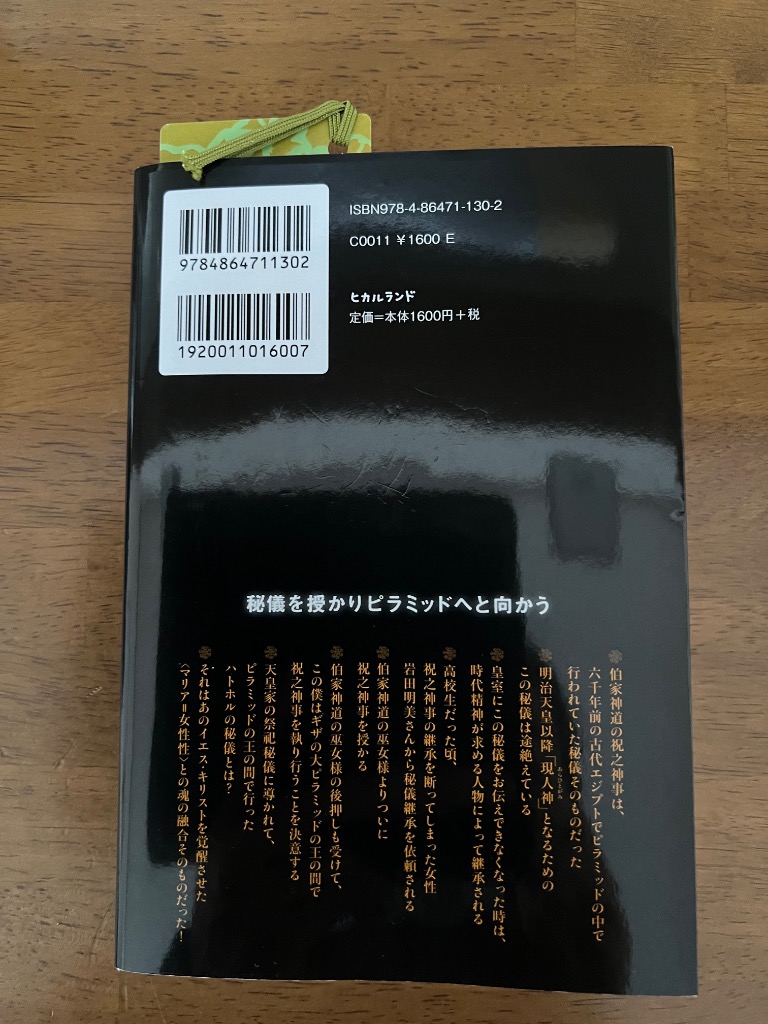 ISBN978-4-86471-130-2
C0011 ¥1600 E
9784864711302
ヒカルランド
定価=本体1600円+税
1920011016007
秘儀を授かりピラミッドへと向かう
伯家神道の祝之神事は、
六千年前の古代エジプトでピラミッドの中で
行われていた秘儀そのものだった
明治天皇以降「現人神」となるための
あらひとがみ
この秘儀は途絶えている
皇室にこの秘儀をお伝えできなくなった時は、
時代精神が求める人物によって継承される
高校生だった頃、
祝之神事の継承を断ってしまった女性
岩田明美さんから秘儀継承を依頼される
伯家神道の巫女様よりついに
祝之神事を授かる
伯家神道の巫女様の後押しも受けて、
この僕はギザの大ピラミッドの王の間で
祝之神事を執り行うことを決意する
天皇家の祭祀秘儀に導かれて、
ピラミッドの王の間で行った
ハトホルの秘儀とは?
それはあのイエス・キリストを覚醒させた
〈マリア=女性性〉との魂の融合そのものだった!